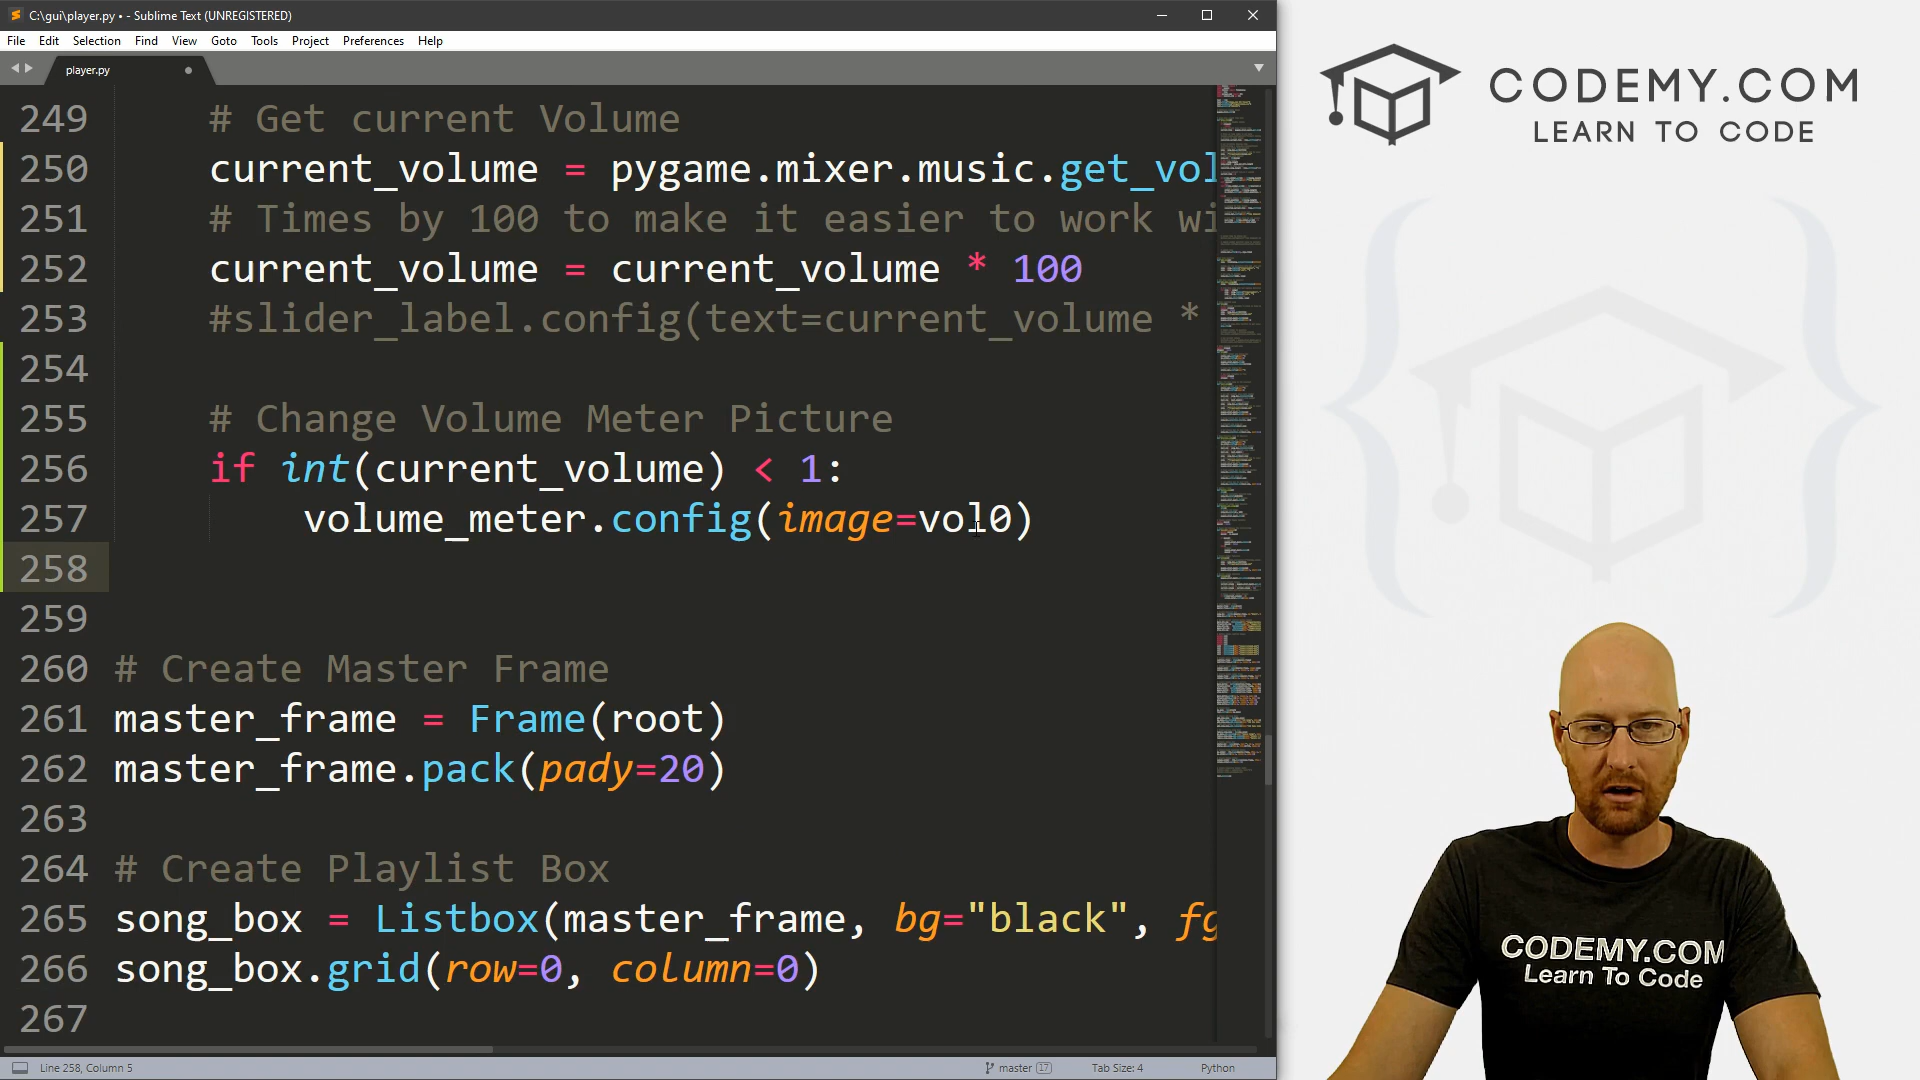 C:\gui\player.py • - Sublime Text (UNREGISTERED)
File Edit Selection Find View Goto Tools Project Preferences Help
player.py
249 # Get current Volume
250 current_volume = pygame.mixer.music.get_vol
251 # Times by 100 to make it easier to work wi
252 current_volume = current_volume * 100
253 #slider_label.config(text=current_volume *
254
255 # Change Volume Meter Picture
256 if int(current_volume) < 1:
257 volume_meter.config(image=vol0)
258
259
260 # Create Master Frame
261 master_frame = Frame(root)
262 master_frame.pack(pady=20)
263
264 # Create Playlist Box
265 song_box = Listbox(master_frame, bg="black", fg
266 song_box.grid(row=0, column=0)
267
Line 258, Column 5 master 17 Tab Size: 4 Python
CODEMY.COM
LEARN TO CODE
CODEMY.COM
Learn To Code